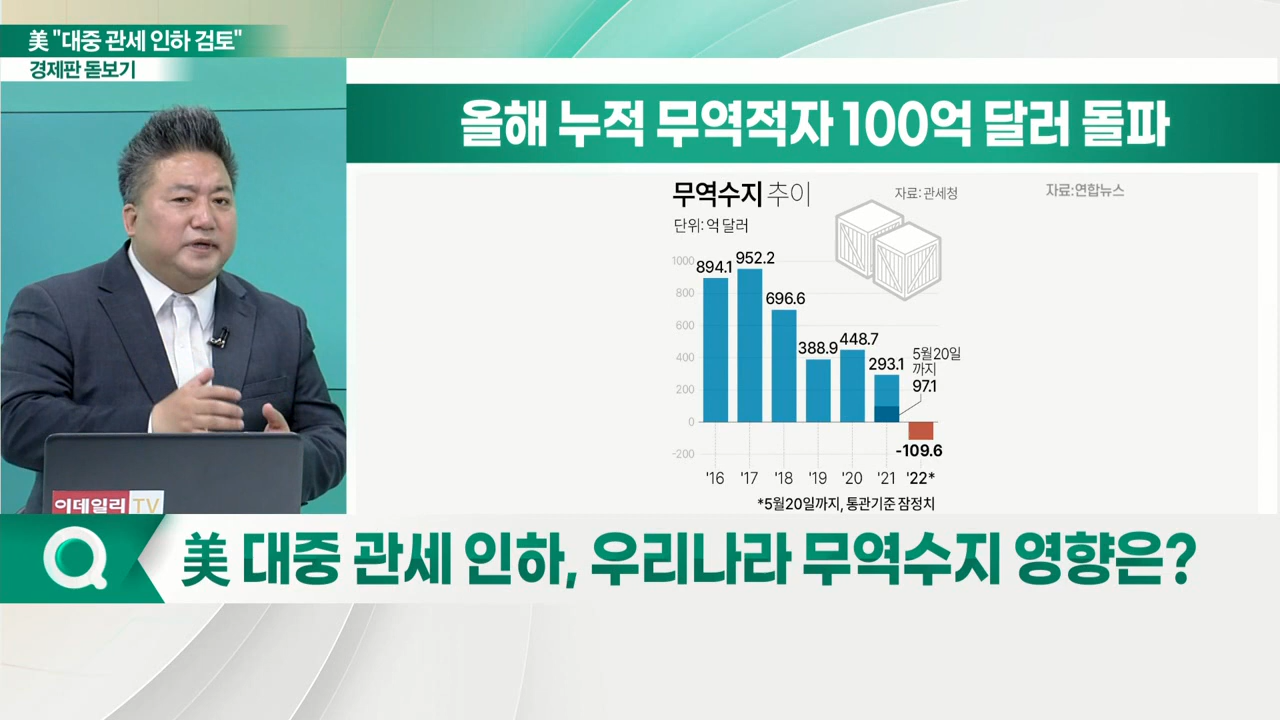 美 "대중 관세 인하 검토"
경제판 돋보기
올해 누적 무역적자 100억 달러 돌파
무역수지 추이
자료: 관세청
자료:연합뉴스
단위: 억 달러
1000
800
600
400
200
0
-200
894.1
952.2
696.6
388.9
448.7
293.1
5월20일
까지
97.1
-109.6
'16 '17 '18 '19 '20 '21 '22*
*5월20일까지, 통관기준 잠정치
이데일리 TV
Q 美 대중 관세 인하, 우리나라 무역수지 영향은?